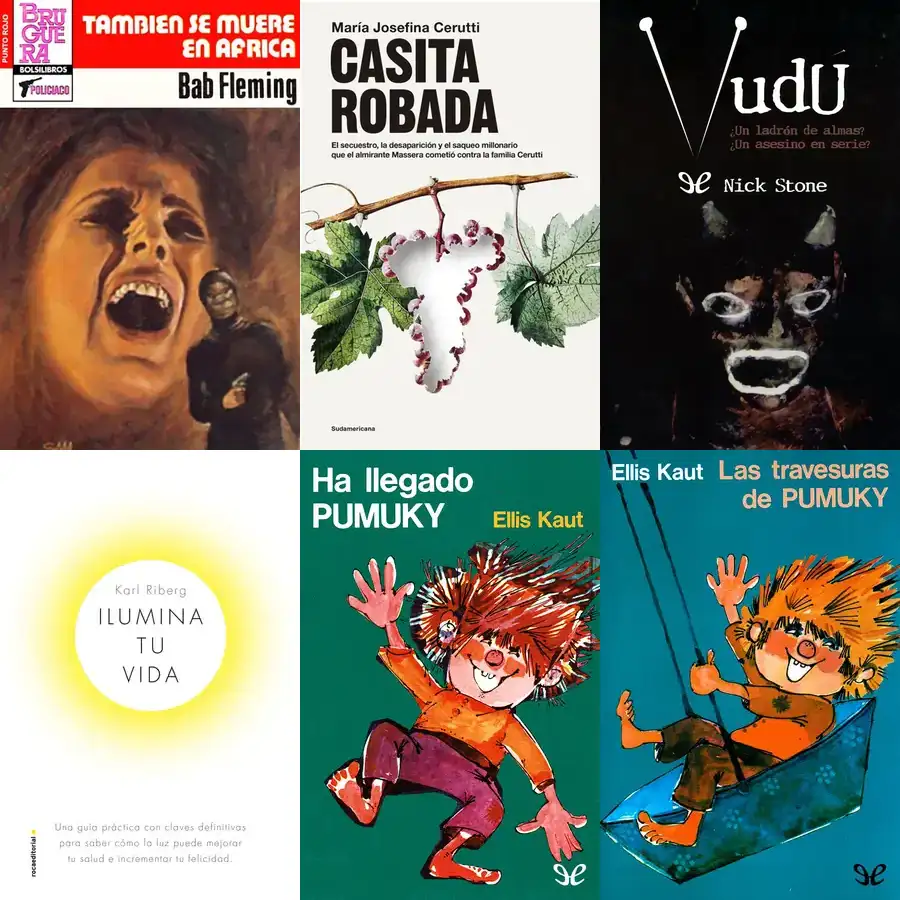 PUNTO ROJO
BRU
GUE
RA
BOLSILIBROS
POLICIACO
TAMBIEN SE MUERE
EN AFRICA
Bab Fleming
María Josefina Cerutti
CASITA
ROBADA
El secuestro, la desaparición y el saqueo millonario
que el almirante Massera cometió contra la familia Cerutti
Sudamericana
VudÚ
¿Un ladrón de almas?
¿Un asesino en serie?
Nick Stone
Karl Riberg
ILUMINA
TU
VIDA
Una guía práctica con claves definitivas
para saber cómo la luz puede mejorar
tu salud e incrementar tu felicidad.
rocaeditorial
Ha llegado
PUMUKY
Ellis Kaut
Ellis Kaut
Las travesuras
de PUMUKY